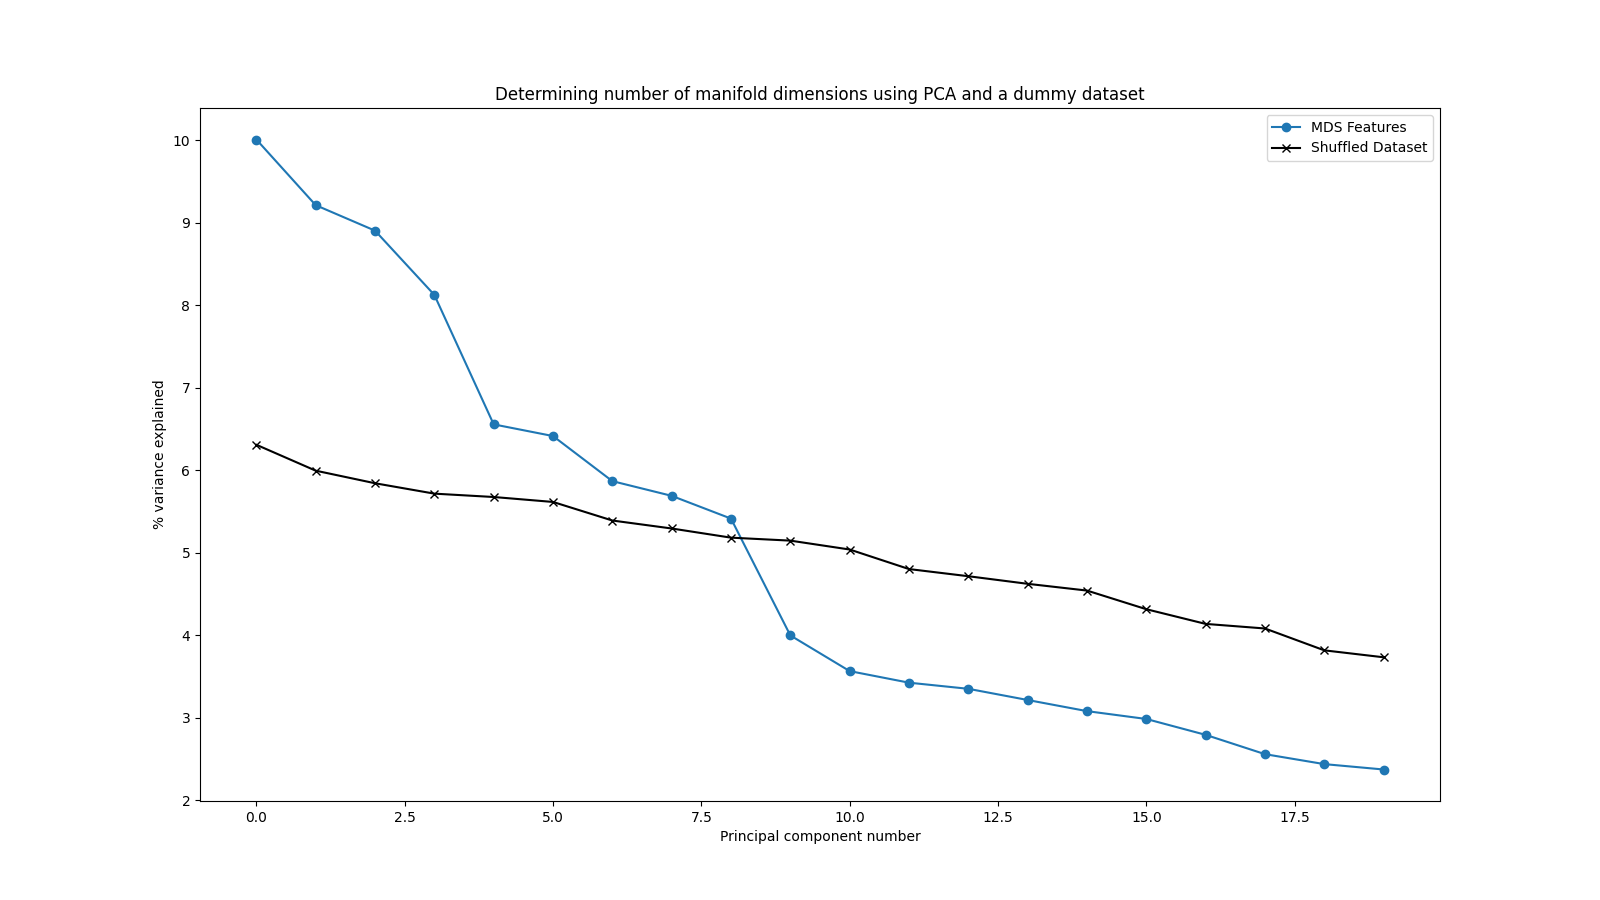 Determining number of manifold dimensions using PCA and a dummy dataset
MDS Features
Shuffled Dataset
10
9
8
7
6
5
4
3
2
% variance explained
0.0 2.5 5.0 7.5 10.0 12.5 15.0 17.5
Principal component number